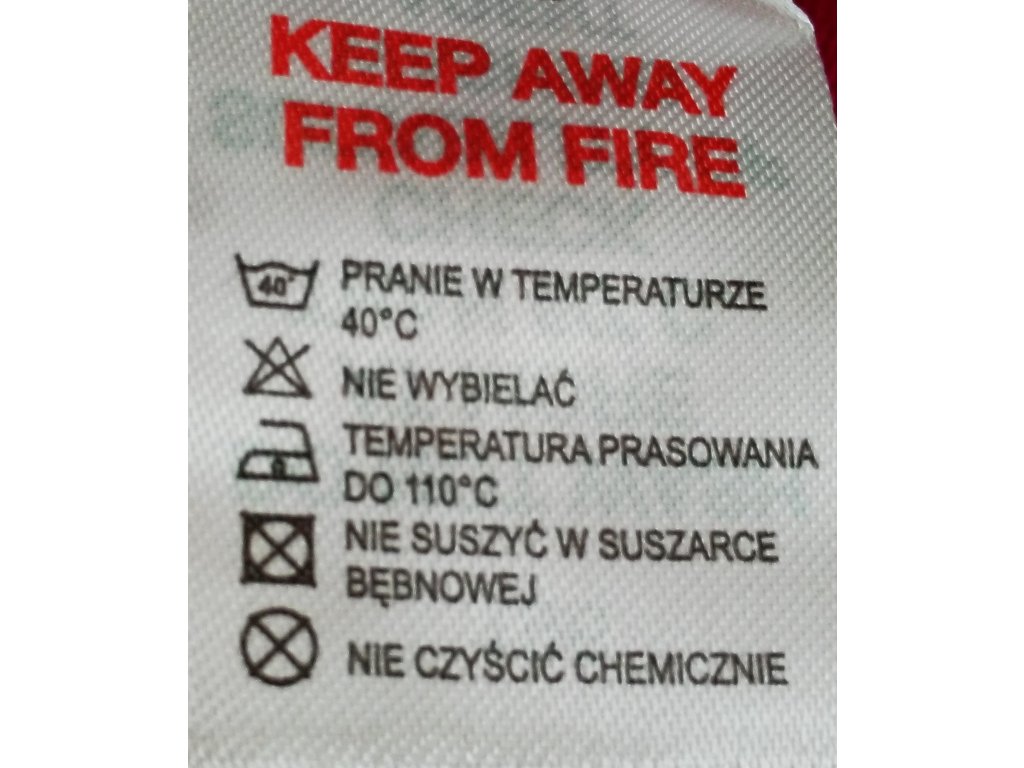 KEEP AWAY
FROM FIRE
40° PRANIE W TEMPERATURZE
40°C
NIE WYBIELAĆ
TEMPERATURA PRASOWANIA
DO 110°C
NIE SUSZYĆ W SUSZARCE
BĘBNOWEJ
NIE CZYŚCIĆ CHEMICZNIE